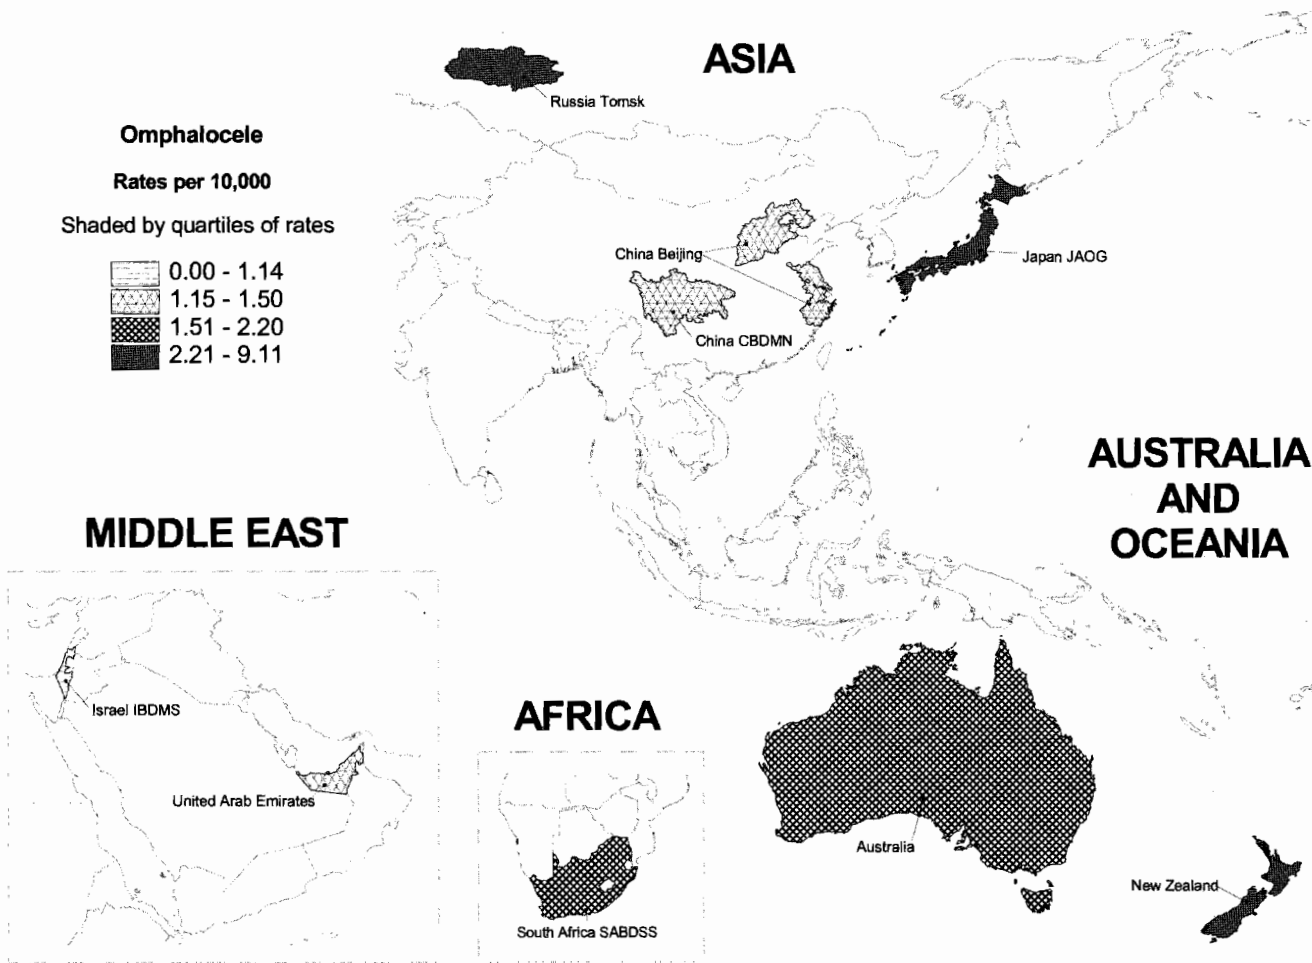 ASIA
Russia Tomsk
Omphalocele
Rates per 10,000
Shaded by quartiles of rates
0.00 - 1.14
1.15 - 1.50
1.51 - 2.20
2.21 - 9.11
China Beijing
Japan JAOG
China CBDMN
AUSTRALIA
AND
OCEANIA
MIDDLE EAST
Israel IBDMS
United Arab Emirates
AFRICA
South Africa SABDSS
Australia
New Zealand